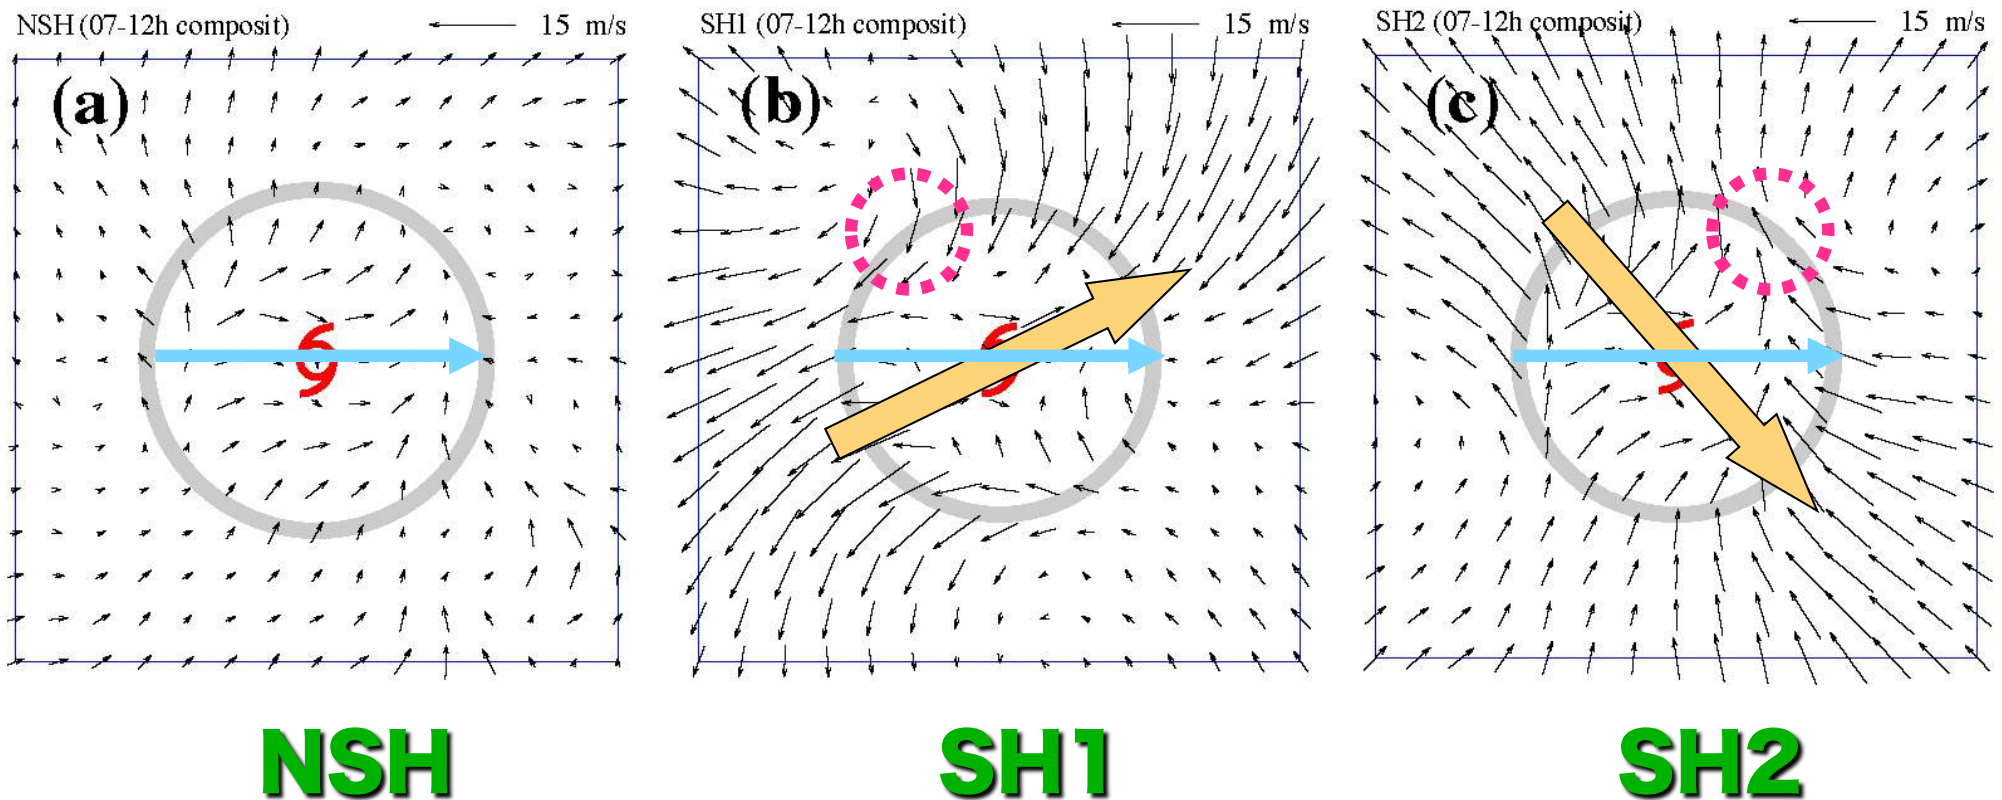 NSH (07-12h composit) 15 m/s
SH1 (07-12h composit) 15 m/s
SH2 (07-12h composit) 15 m/s
(a)
(b)
(c)
NSH
SH1
SH2